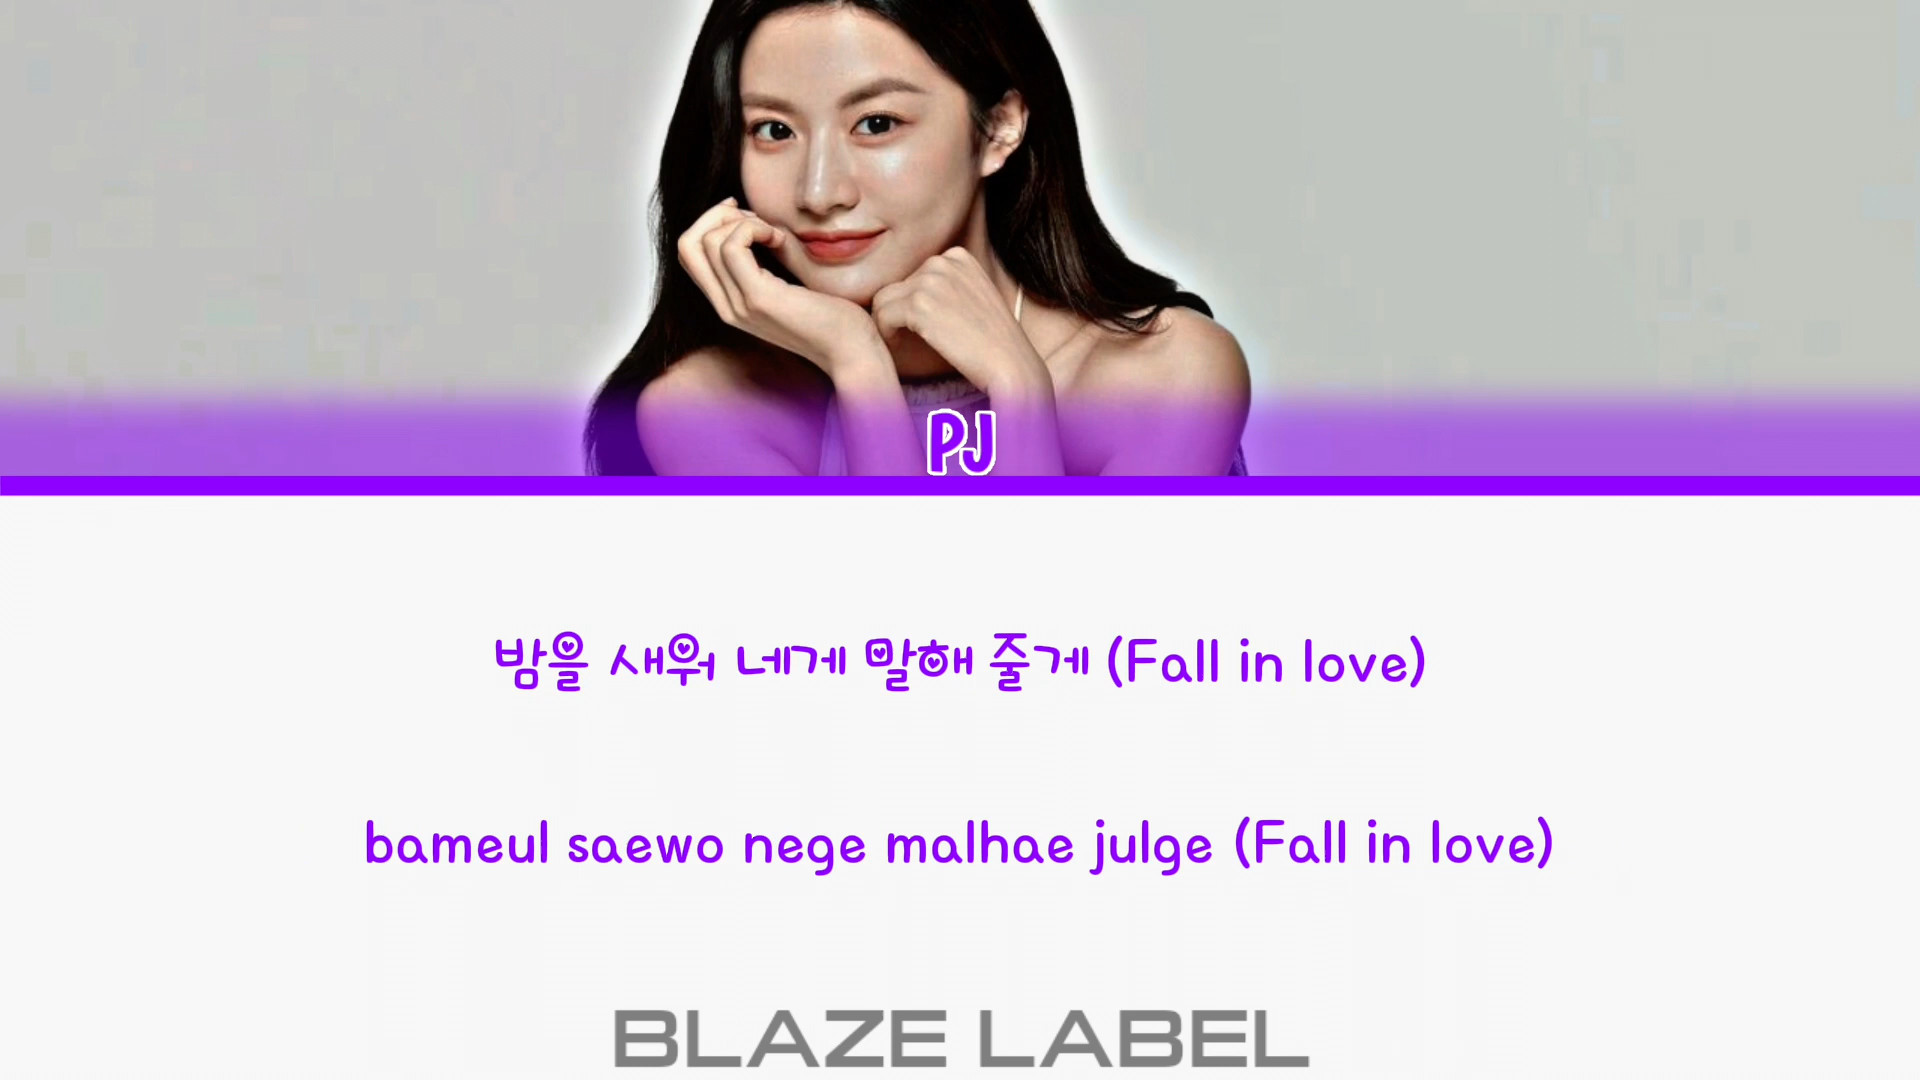 PJ
밤을 새워 네게 말해 줄게 (Fall in love)
bameul saewo nege malhae julge (Fall in love)
BLAZE LABEL